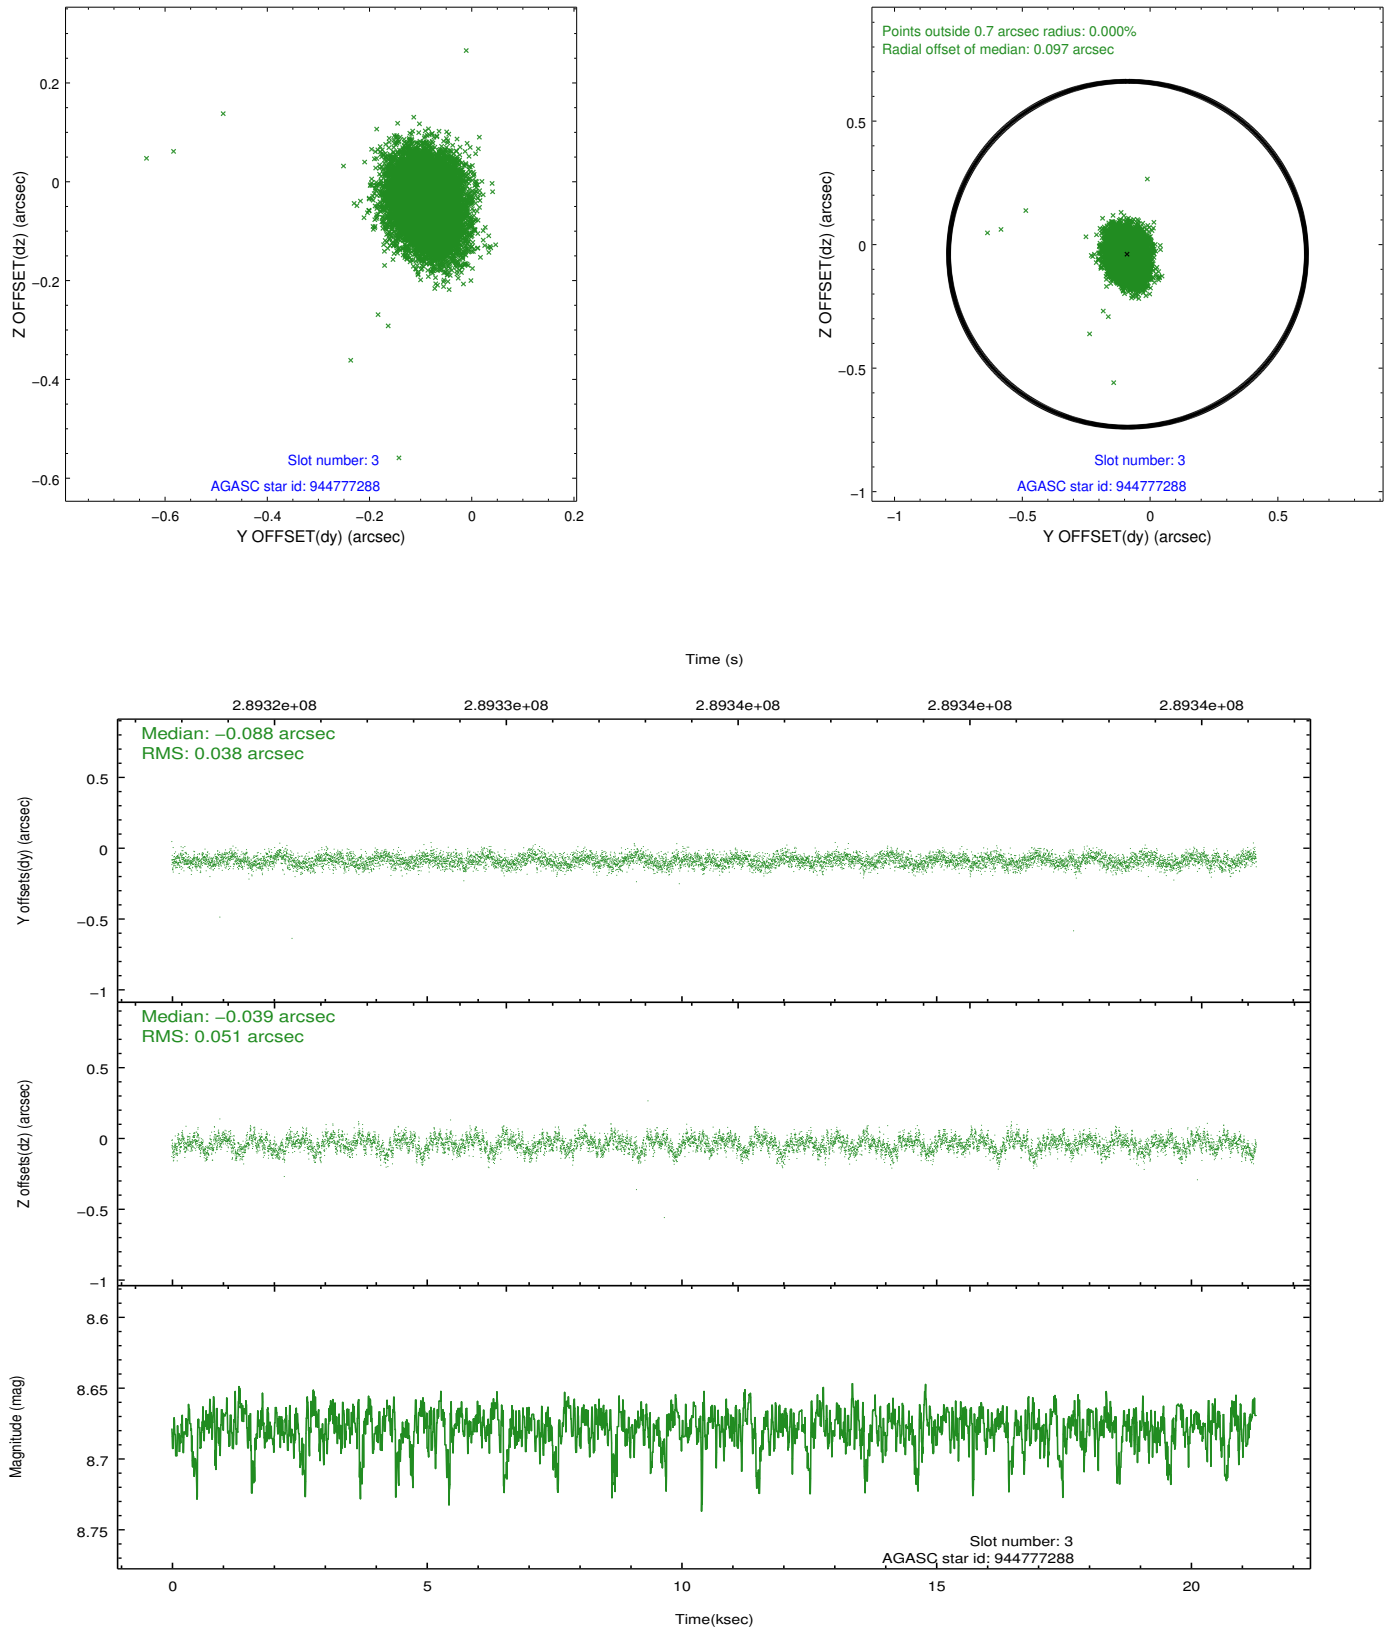 0.2
0
−0.2
−0.4
−0.6
Z OFFSET(dz) (arcsec)
Slot number: 3
AGASC star id: 944777288
−0.6
−0.4
−0.2
0
0.2
Y OFFSET(dy) (arcsec)
Points outside 0.7 arcsec radius: 0.000%
Radial offset of median: 0.097 arcsec
0.5
0
−0.5
−1
Z OFFSET(dz) (arcsec)
Slot number: 3
AGASC star id: 944777288
−1
−0.5
0
0.5
Y OFFSET(dy) (arcsec)
Time (s)
2.8932e+08
2.8933e+08
2.8934e+08
2.8934e+08
2.8934e+08
Median: −0.088 arcsec
RMS: 0.038 arcsec
0.5
0
−0.5
−1
Y offsets(dy) (arcsec)
Median: −0.039 arcsec
RMS: 0.051 arcsec
0.5
0
−0.5
−1
Z offsets(dz) (arcsec)
8.6
8.65
8.7
8.75
Magnitude (mag)
Slot number: 3
AGASC star id: 944777288
0
5
10
15
20
Time(ksec)